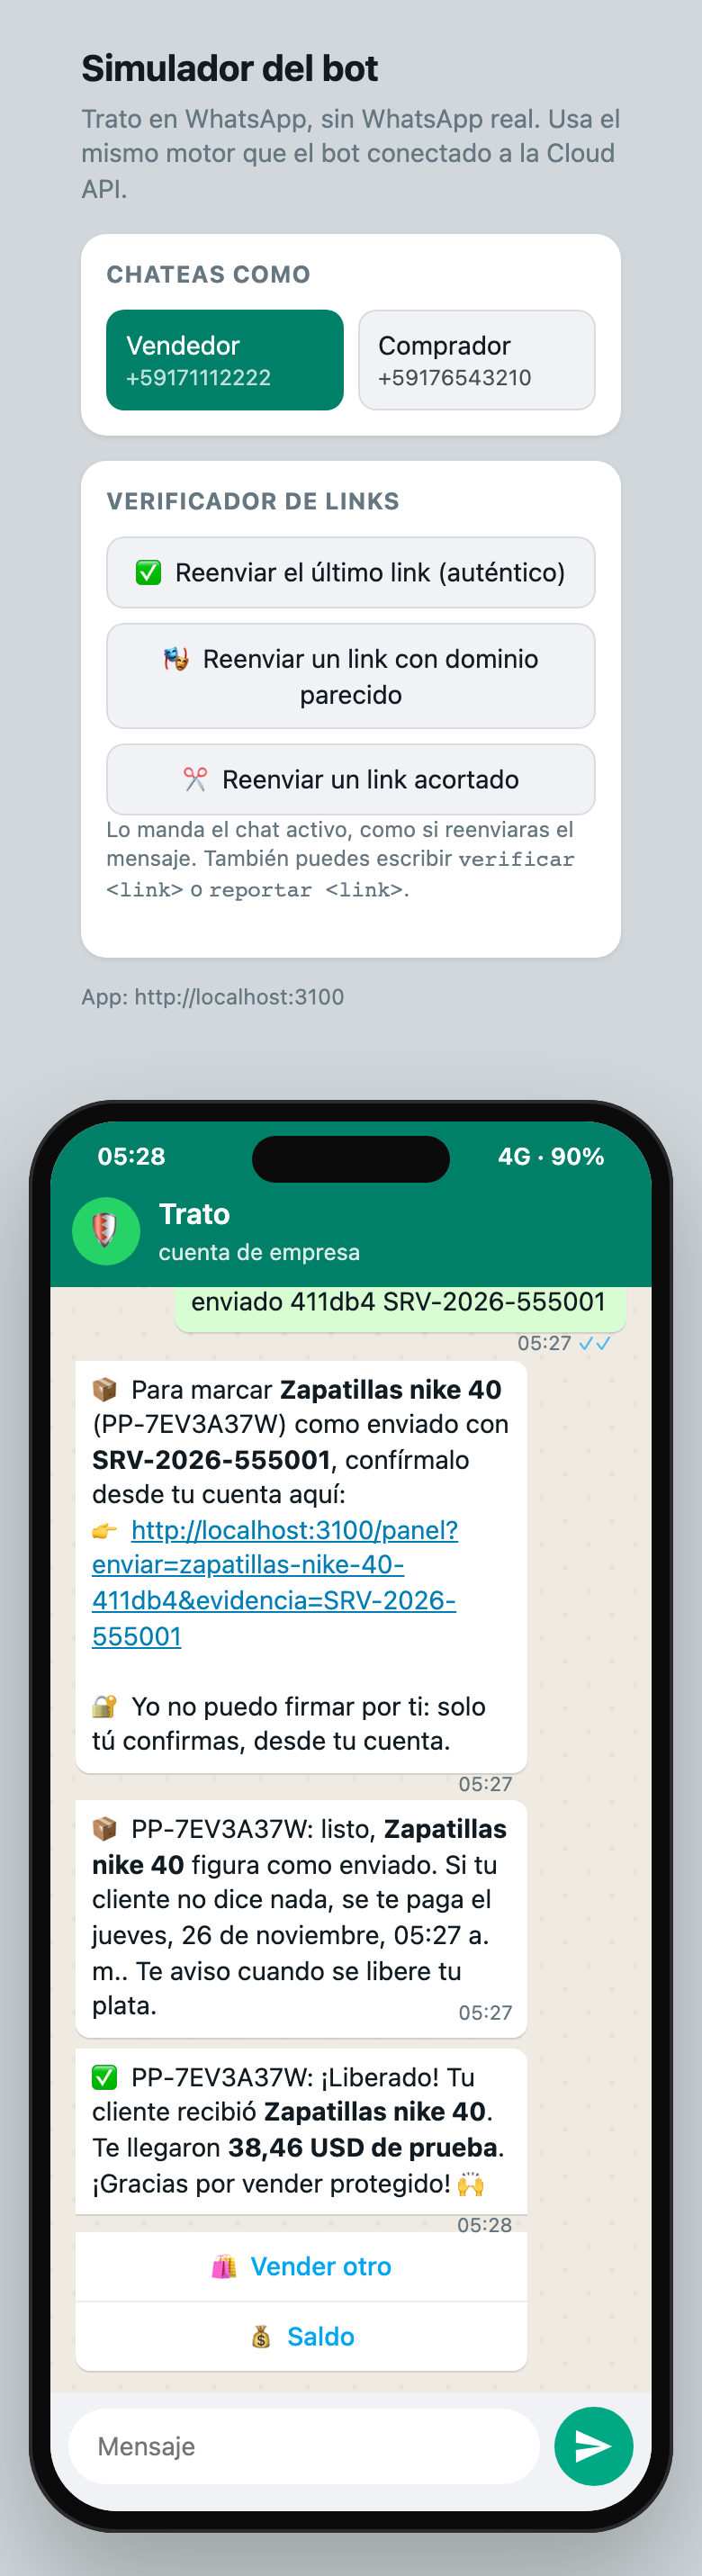 Simulador del bot
Trato en WhatsApp, sin WhatsApp real. Usa el
mismo motor que el bot conectado a la Cloud
API.
CHATEAS COMO
Vendedor
+59171112222
Comprador
+59176543210
VERIFICADOR DE LINKS
✅ Reenviar el último link (auténtico)
🎭 Reenviar un link con dominio
parecido
✂️ Reenviar un link acortado
Lo manda el chat activo, como si reenviaras el
mensaje. También puedes escribir verificar
<link> o reportar <link>.
App: http://localhost:3100
05:28
4G · 90%
Trato
cuenta de empresa
enviado 411db4 SRV-2026-555001
05:27 ✓✓
📦 Para marcar Zapatillas nike 40
(PP-7EV3A37W) como enviado con
SRV-2026-555001, confírmalo
desde tu cuenta aquí:
👉 http://localhost:3100/panel?
enviar=zapatillas-nike-40-
411db4&evidencia=SRV-2026-
555001
🔐 Yo no puedo firmar por ti: solo
tú confirmas, desde tu cuenta.
05:27
📦 PP-7EV3A37W: listo, Zapatillas
nike 40 figura como enviado. Si tu
cliente no dice nada, se te paga el
jueves, 26 de noviembre, 05:27 a.
m.. Te aviso cuando se libere tu
plata.
05:27
✅ PP-7EV3A37W: ¡Liberado! Tu
cliente recibió Zapatillas nike 40.
Te llegaron 38,46 USD de prueba.
¡Gracias por vender protegido! 🙌
05:28
🛍️ Vender otro
💰 Saldo
Mensaje